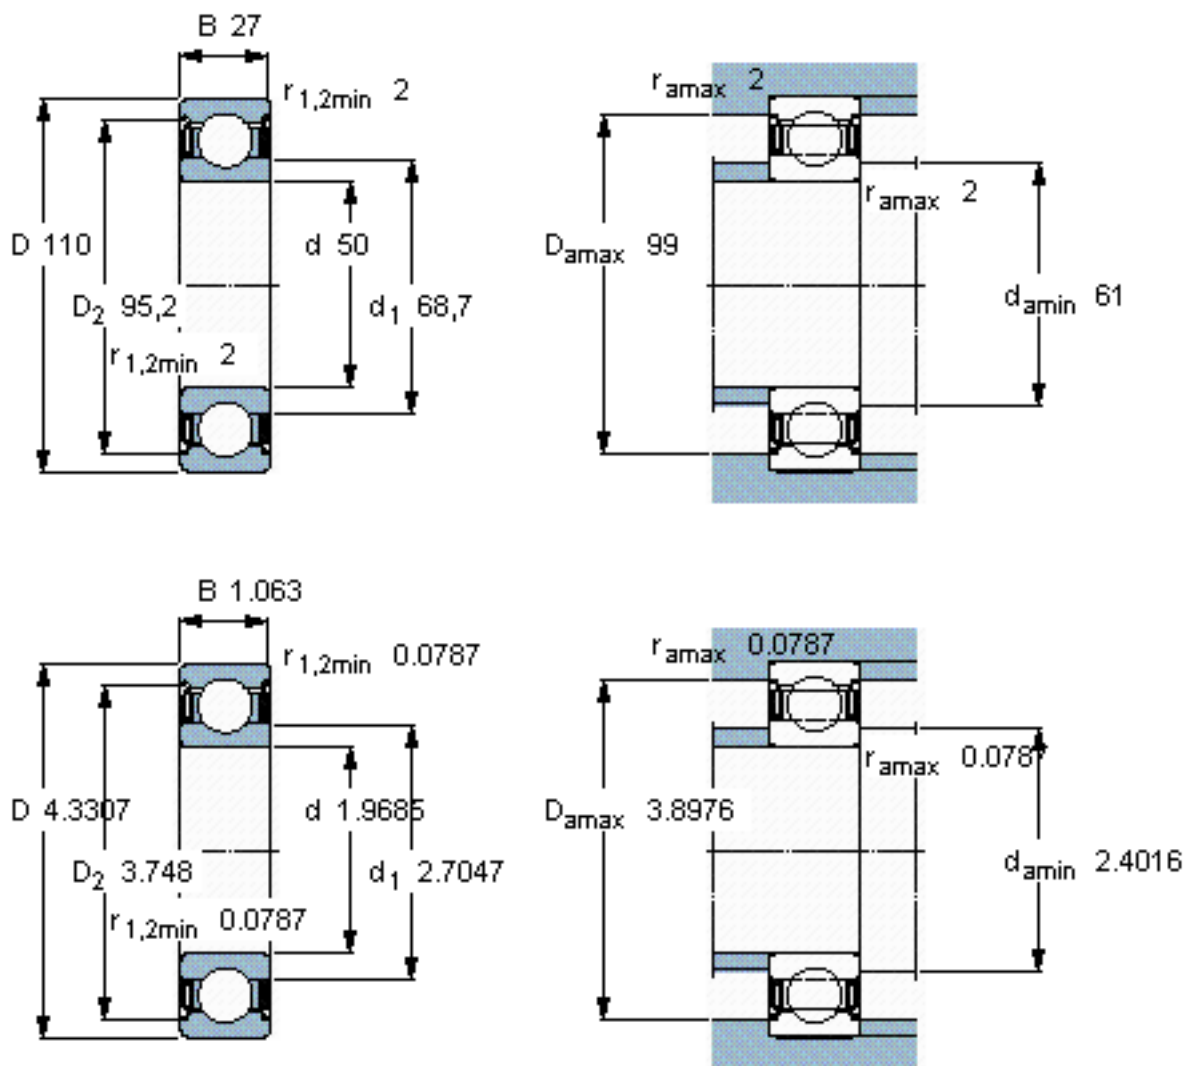 B 27
r1,2min 2
ramax 2
ramax 2
D 110
d 50
Damax 99
D2 95,2
d1 68,7
damin 61
r1,2min 2
B 1.063
r1,2min 0.0787
ramax 0.0787
ramax 0.0787
D 4.3307
d 1.9685
Damax 3.8976
D2 3.748
d1 2.7047
damin 2.4016
r1,2min 0.0787